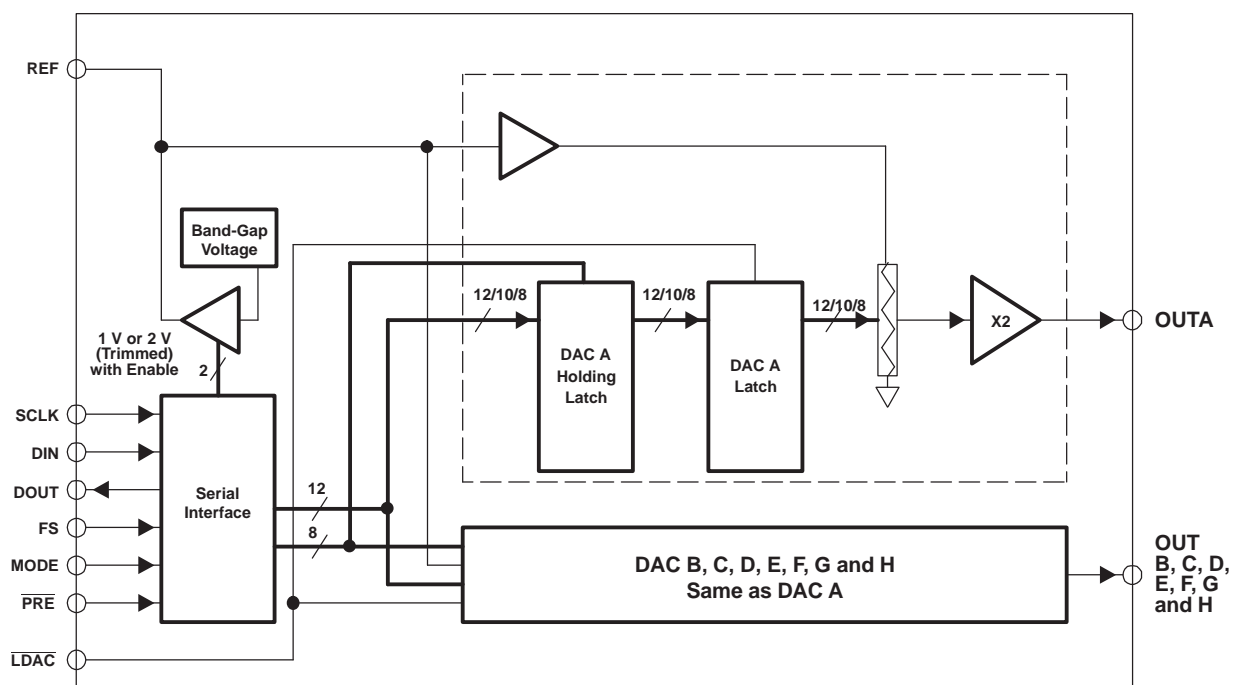 REF
Band-Gap
Voltage
1 V or 2 V
(Trimmed)
with Enable
2
12/10/8
12/10/8
12/10/8
DAC A
Holding
Latch
DAC A
Latch
X2
OUTA
SCLK
DIN
DOUT
FS
MODE
PRE
LDAC
Serial
Interface
12
8
DAC B, C, D, E, F, G and H
Same as DAC A
OUT
B, C, D,
E, F, G
and H